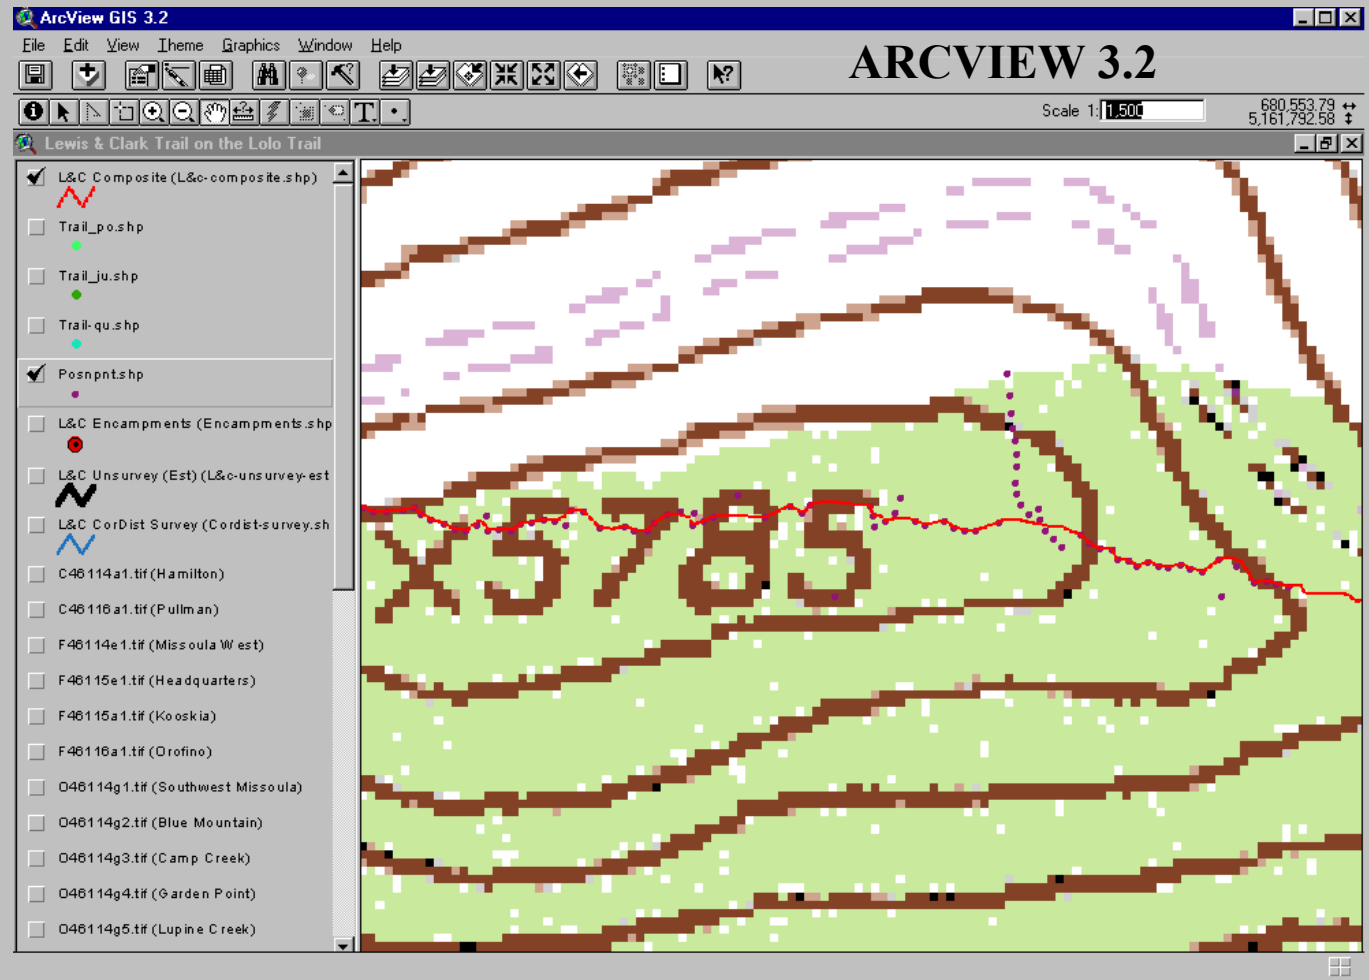 ArcView GIS 3.2
File Edit View Theme Graphics Window Help
ARCVIEW 3.2
Scale 1: 1,500
680,553.79
5,161,792.58
Lewis & Clark Trail on the Lolo Trail
L&C Composite (L&c-composite.shp)
Trail_po.shp
Trail_ju.shp
Trail-qu.shp
Posnpnt.shp
L&C Encampments (Encampments.shp
L&C Unsurvey (Est) (L&c-unsurvey-est
L&C CorDist Survey (Cordist-survey.sh
C46114a1.tif (Hamilton)
C46116a1.tif (Pullman)
F46114e1.tif (Missoula West)
F46115e1.tif (Headquarters)
F46115a1.tif (Kooskia)
F46116a1.tif (Orofino)
O46114g1.tif (Southwest Missoula)
O46114g2.tif (Blue Mountain)
O46114g3.tif (Camp Creek)
O46114g4.tif (Garden Point)
O46114g5.tif (Lupine Creek)
X5785